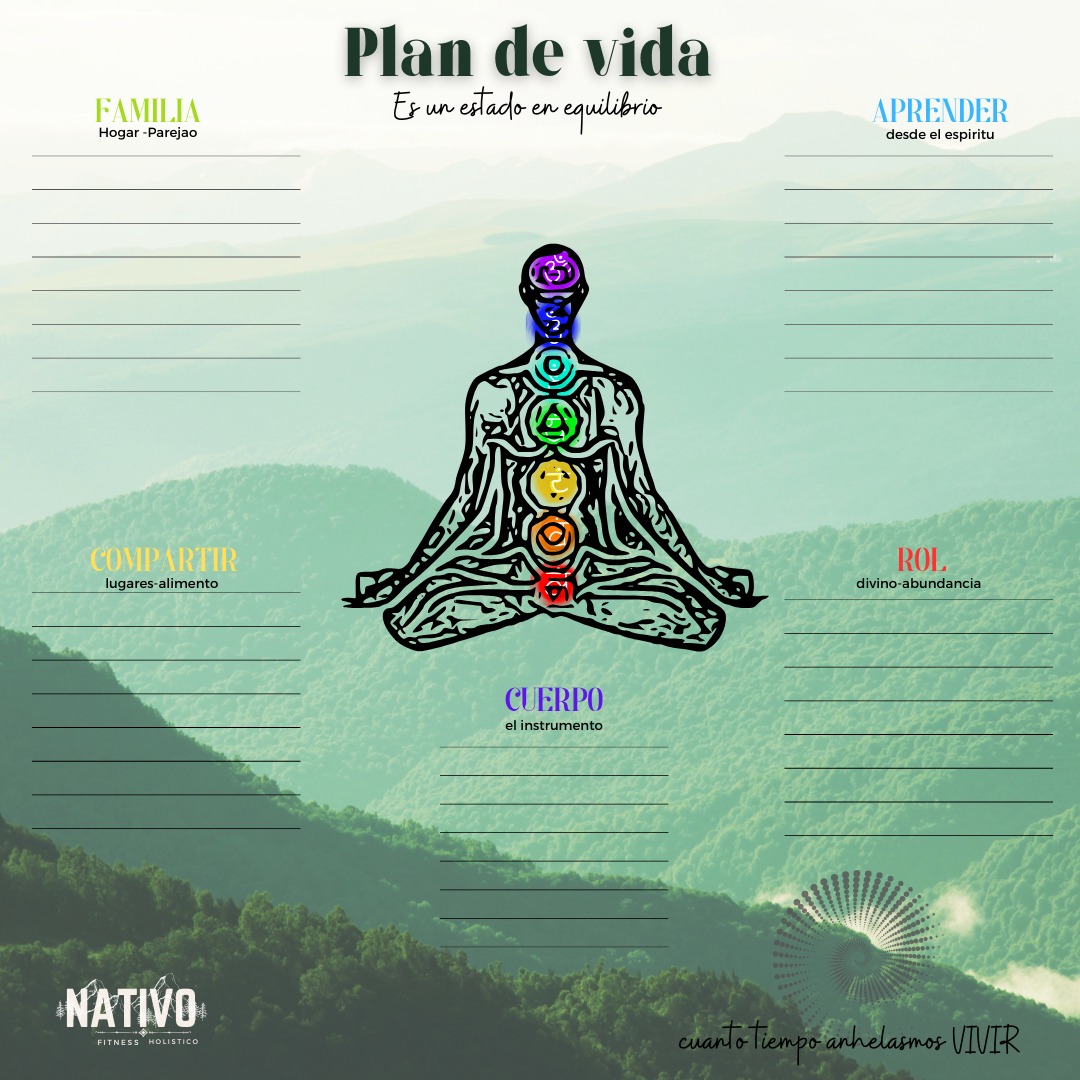 Plan de vida
Es un estado en equilibrio
FAMILIA
Hogar -Parejao
APRENDER
desde el espiritu
COMPARTIR
lugares-alimento
ROL
divino-abundancia
CUERPO
el instrumento
NATIVO
FITNESS HOLISTICO
cuanto tiempo anhelasmos VIVIR